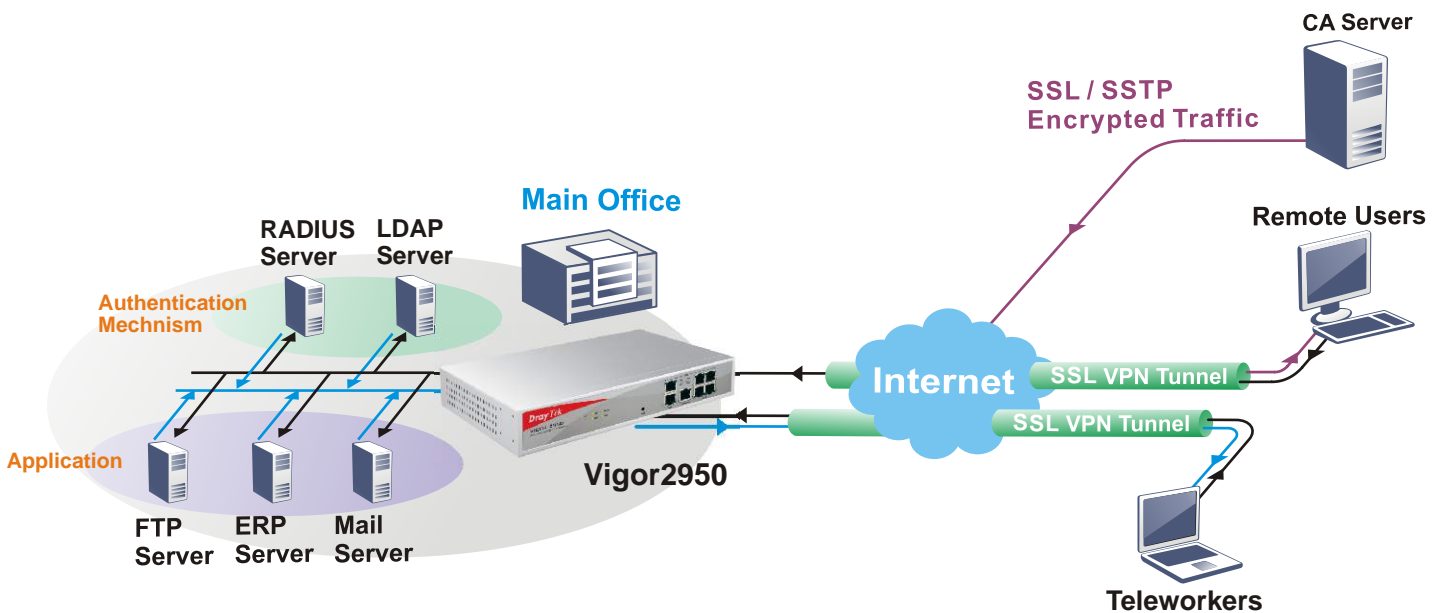 CA Server
SSL / SSTP
Encrypted Traffic
Main Office
Remote Users
RADIUS
Server
LDAP
Server
Authentication
Mechnism
Internet
SSL VPN Tunnel
SSL VPN Tunnel
DrayTek
Vigor2950
Application
FTP
Server
ERP
Server
Mail
Server
Teleworkers